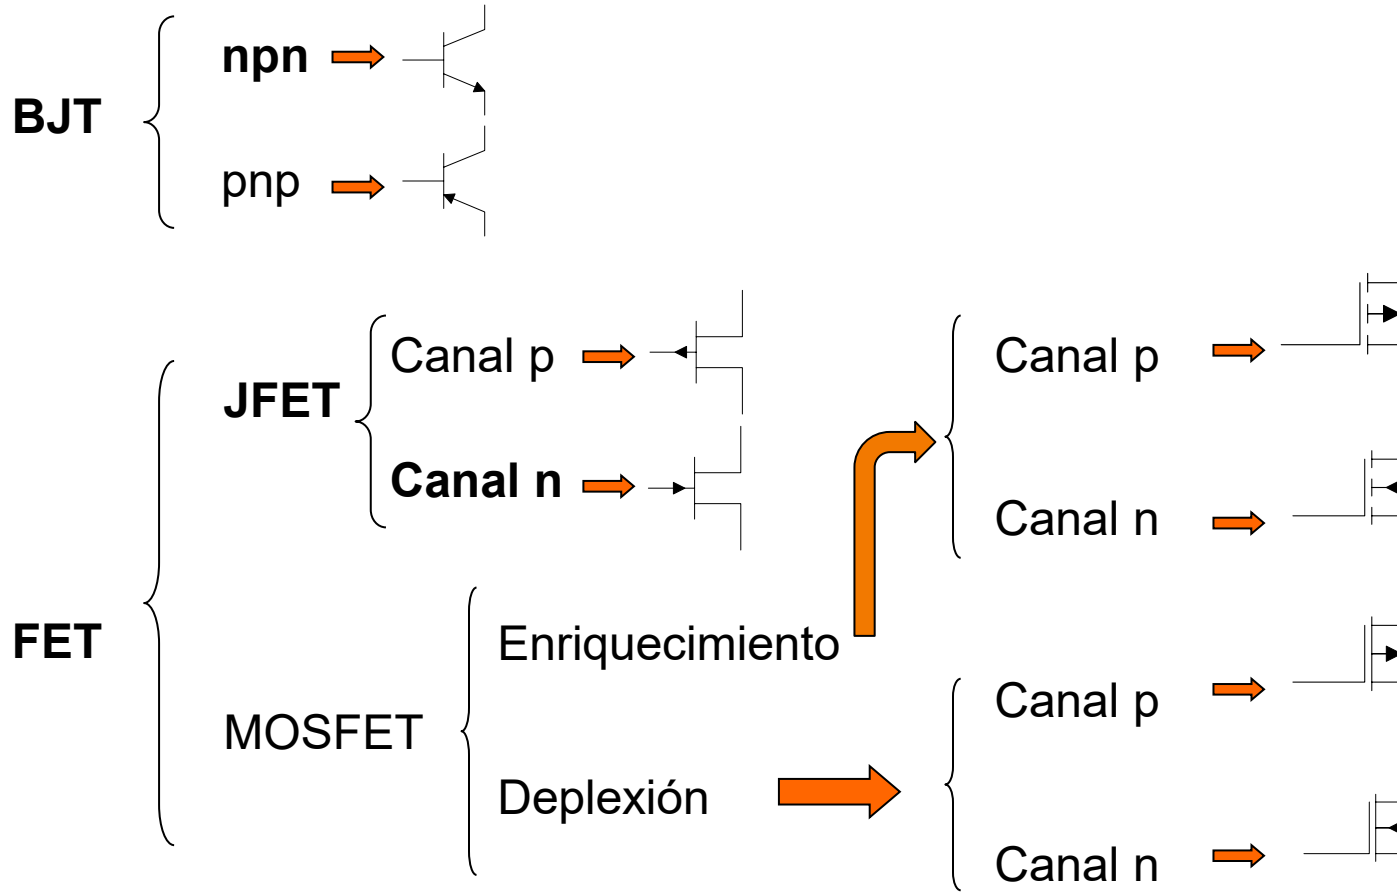 BJT
npn
pnp
FET
JFET
Canal p
Canal n
MOSFET
Enriquecimiento
Canal p
Canal n
Deplexión
Canal p
Canal n